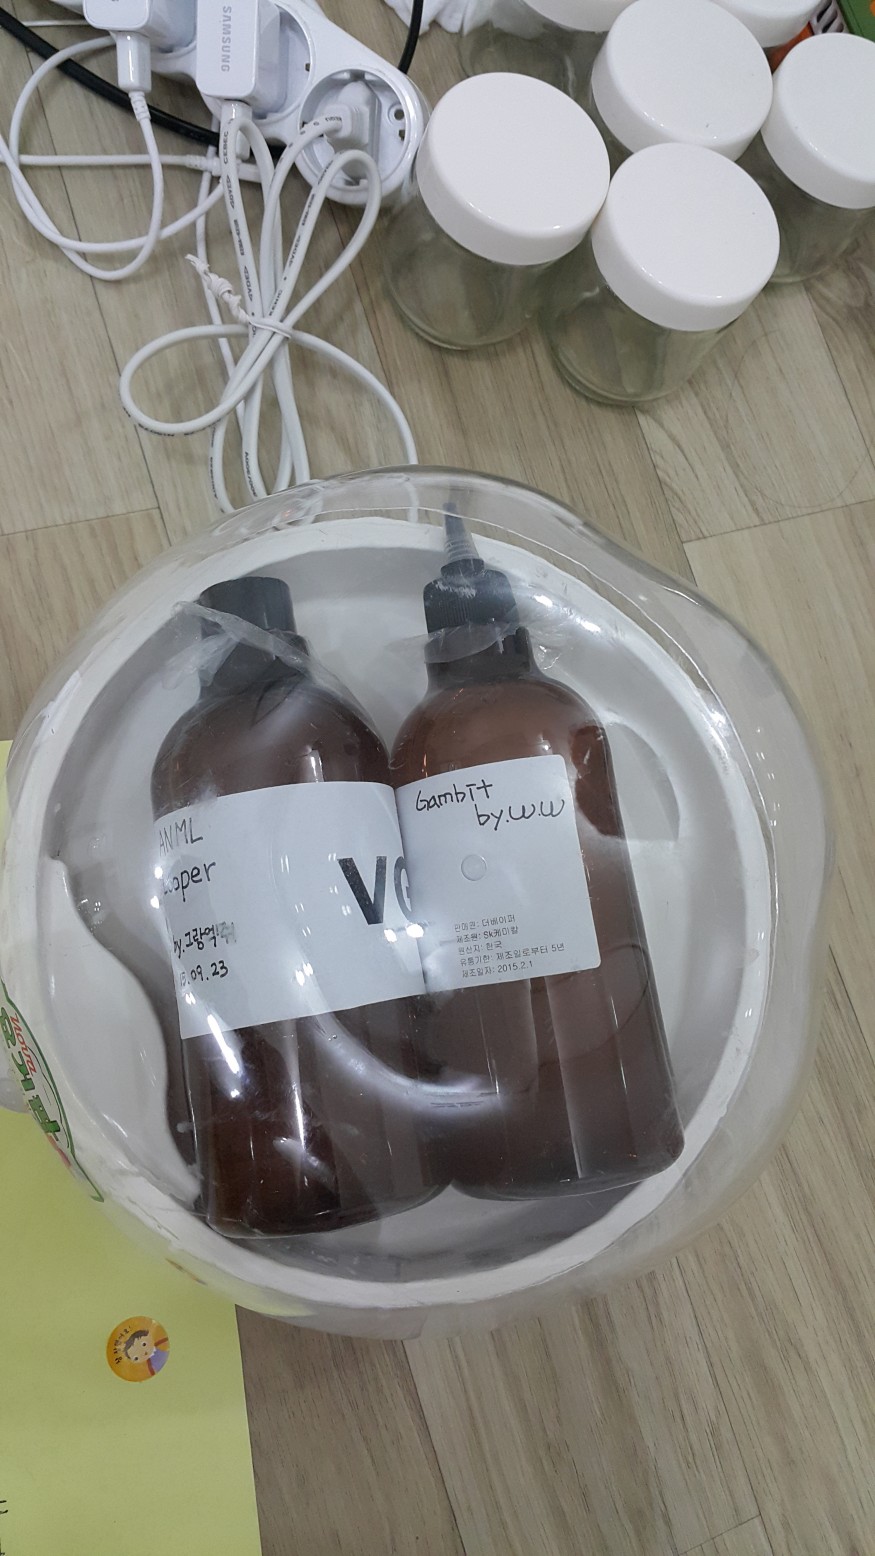 SAMSUNG
ANML
Looper
by.그랑역쥐
15.09.23
VG
Gambit
by.W.W
판매원: 더베이퍼
제조원: Sk케미칼
원산지: 한국
유통기한: 제조일로부터 5년
제조일자: 2015.2.1